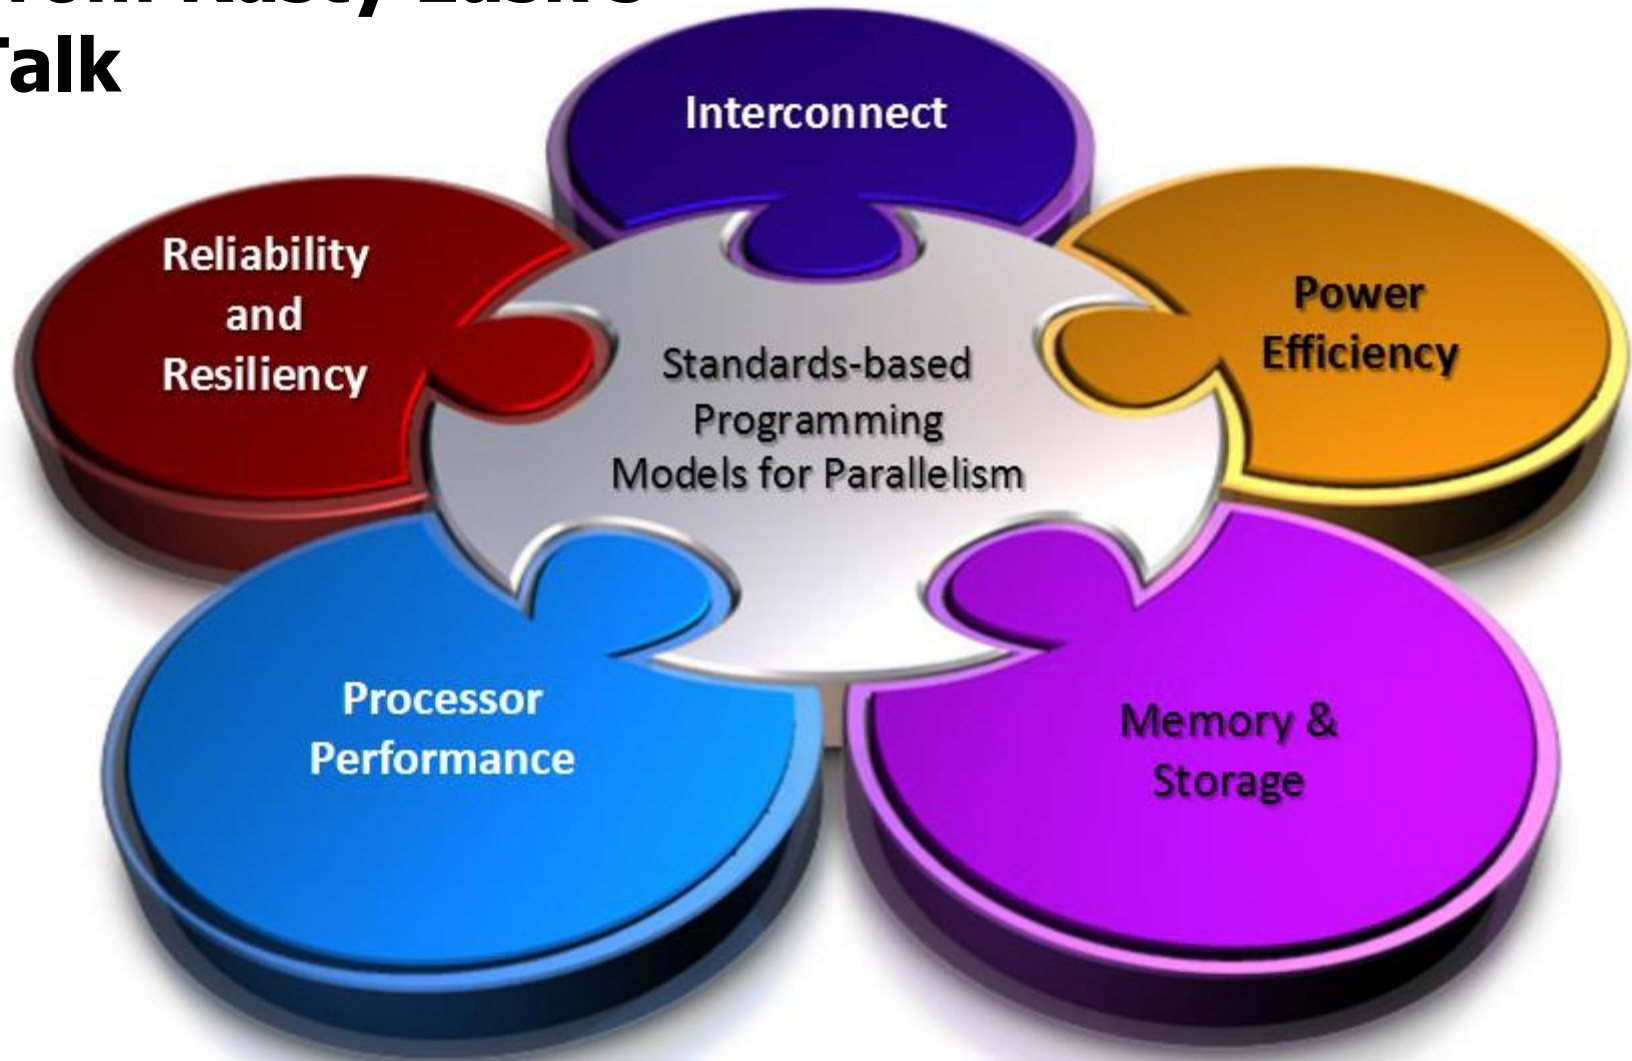 Talk
Interconnect
Reliability
and
Resiliency
Power
Efficiency
Standards-based
Programming
Models for Parallelism
Processor
Performance
Memory &
Storage